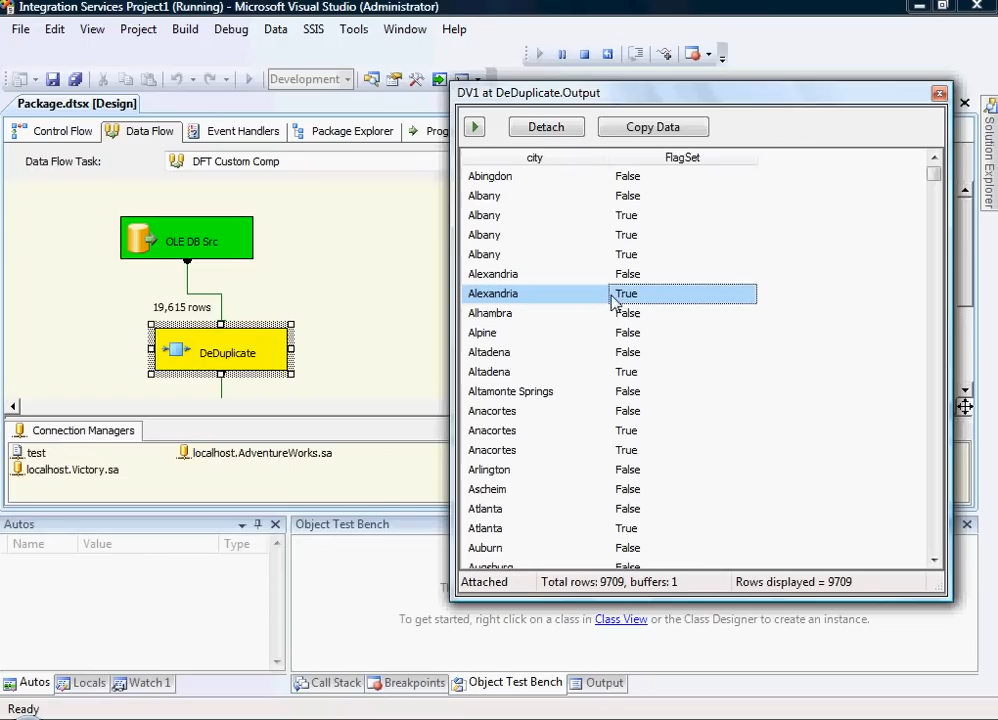 Integration Services Project1 (Running) - Microsoft Visual Studio (Administrator)
File Edit View Project Build Debug Data SSIS Tools Window Help
Development
Package.dtsx [Design]
Control Flow Data Flow Event Handlers Package Explorer Prog
Data Flow Task: DFT Custom Comp
OLE DB Src
19,615 rows
DeDuplicate
Connection Managers
test localhost.AdventureWorks.sa
localhost.Victory.sa
DV1 at DeDuplicate.Output
Detach Copy Data
city FlagSet
Abingdon False
Albany False
Albany True
Albany True
Albany True
Alexandria False
Alexandria True
Alhambra False
Alpine False
Altadena False
Altadena True
Altamonte Springs False
Anacortes False
Anacortes True
Anacortes True
Arlington False
Ascheim False
Atlanta False
Atlanta True
Auburn False
Augsburg False
Attached Total rows: 9709, buffers: 1 Rows displayed = 9709
Solution Explorer
Autos
Name Value Type
Object Test Bench
To get started, right click on a class in Class View or the Class Designer to create an instance.
Autos Locals Watch 1
Call Stack Breakpoints Object Test Bench Output
Ready